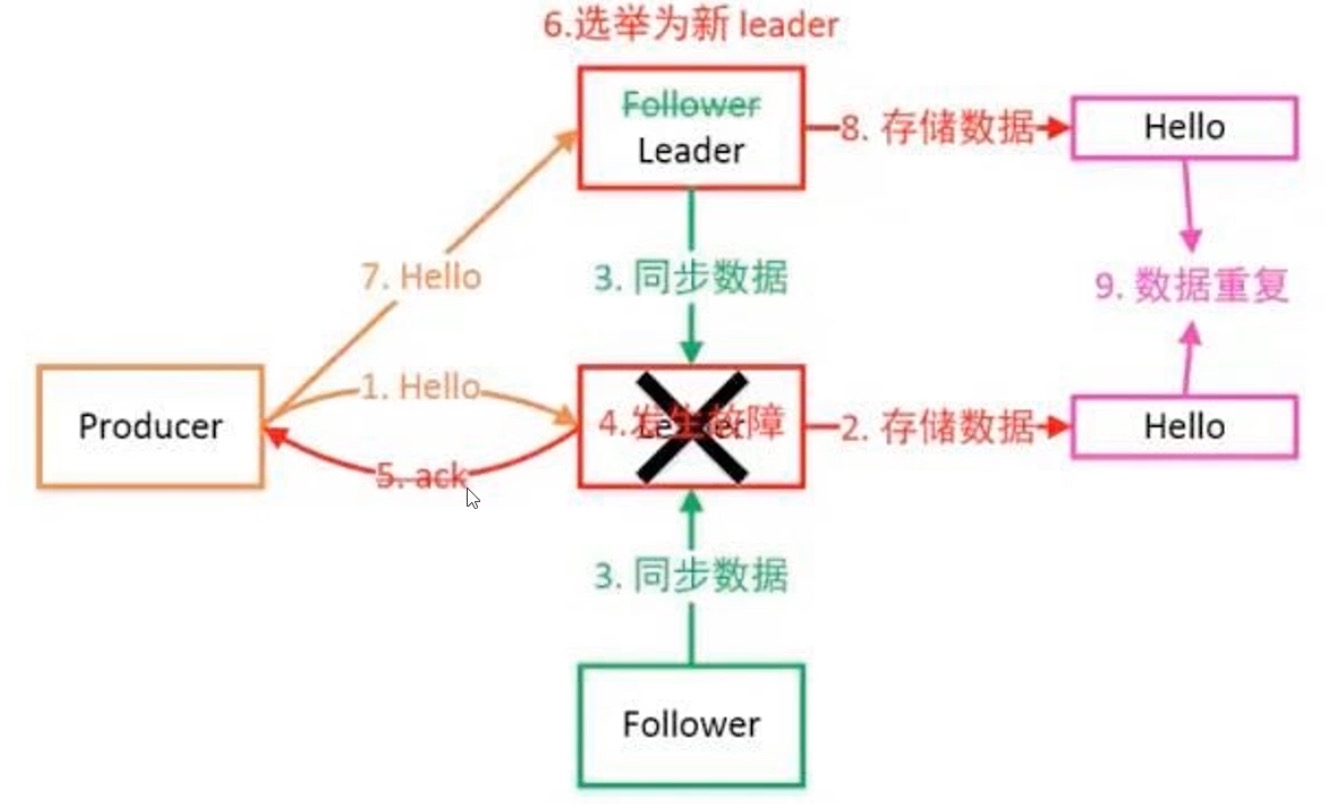 6.选举为新 leader
Follower
Leader
8. 存储数据
Hello
7. Hello
3. 同步数据
9. 数据重复
Producer
1. Hello
4.发生故障
Leader
2. 存储数据
Hello
5. ack
3. 同步数据
Follower